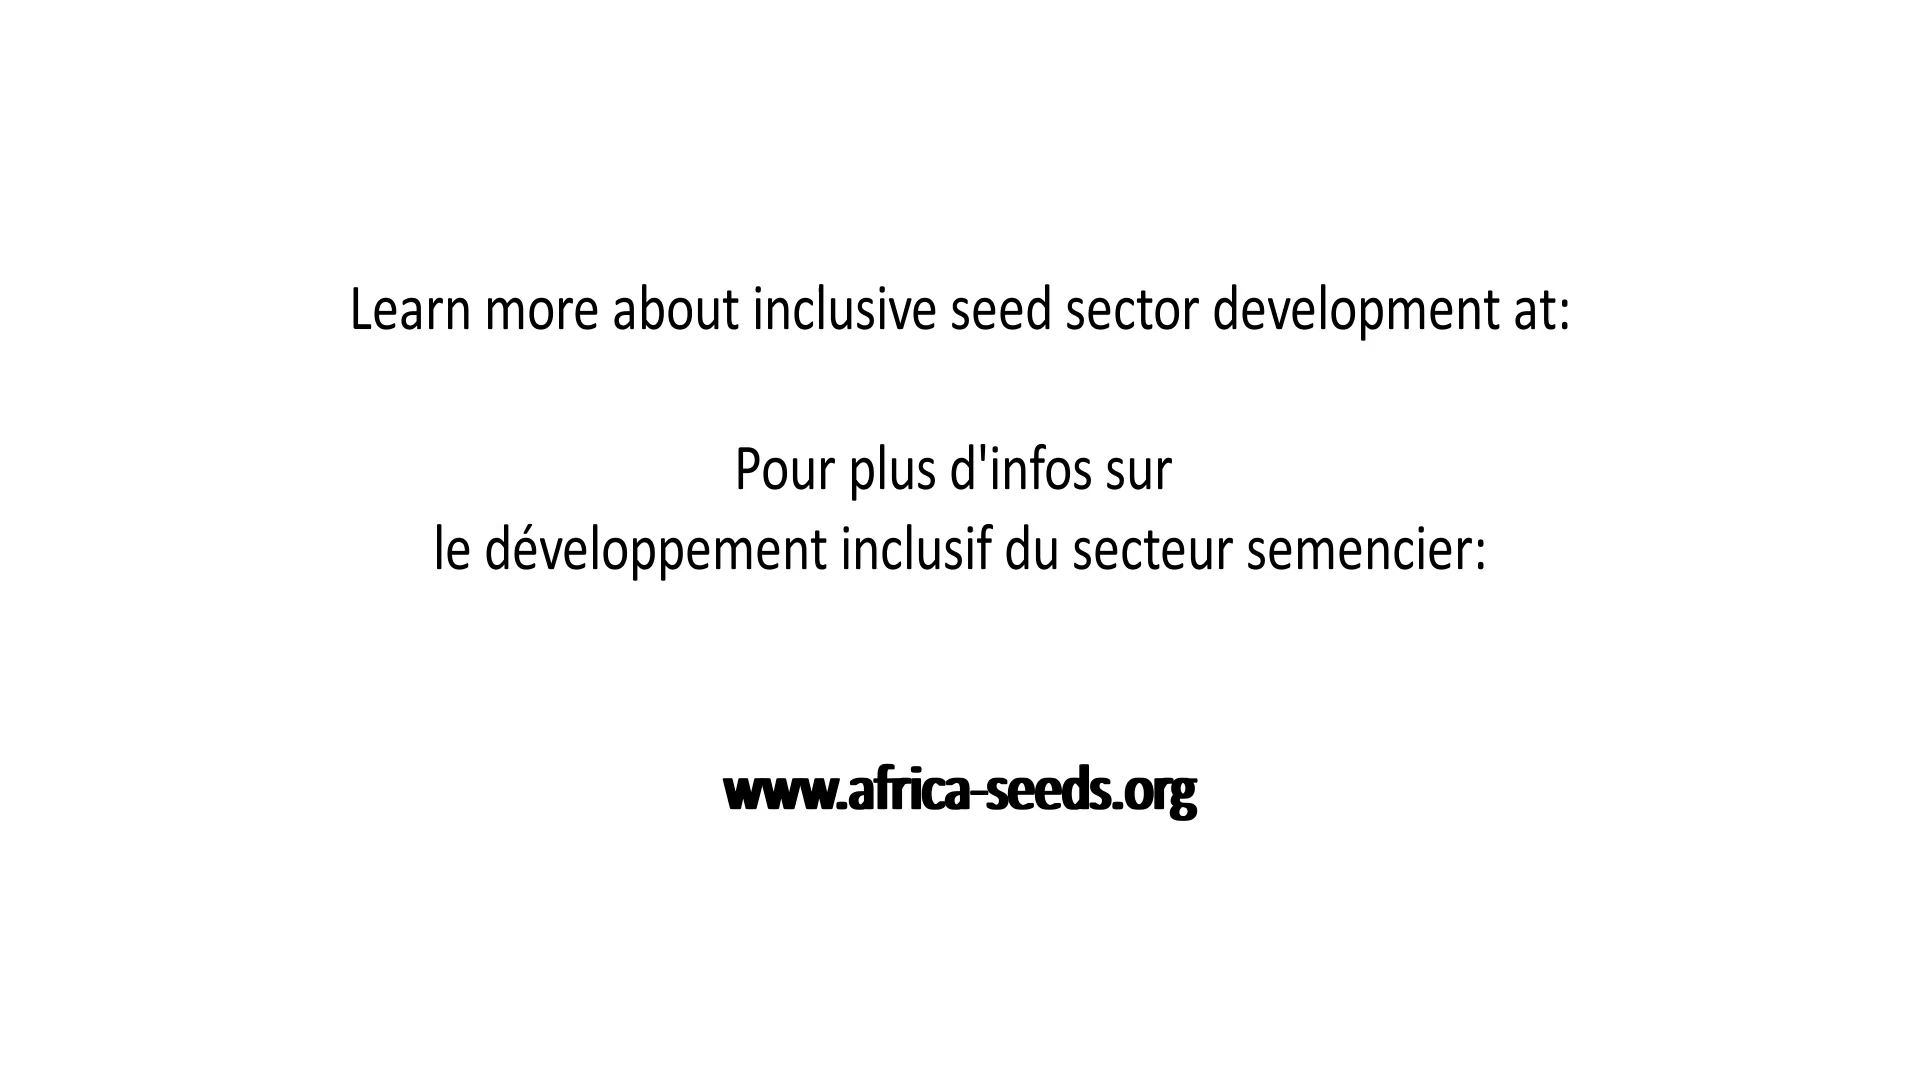 Learn more about inclusive seed sector development at:
Pour plus d'infos sur
le développement inclusif du secteur semencier:
www.africa-seeds.org